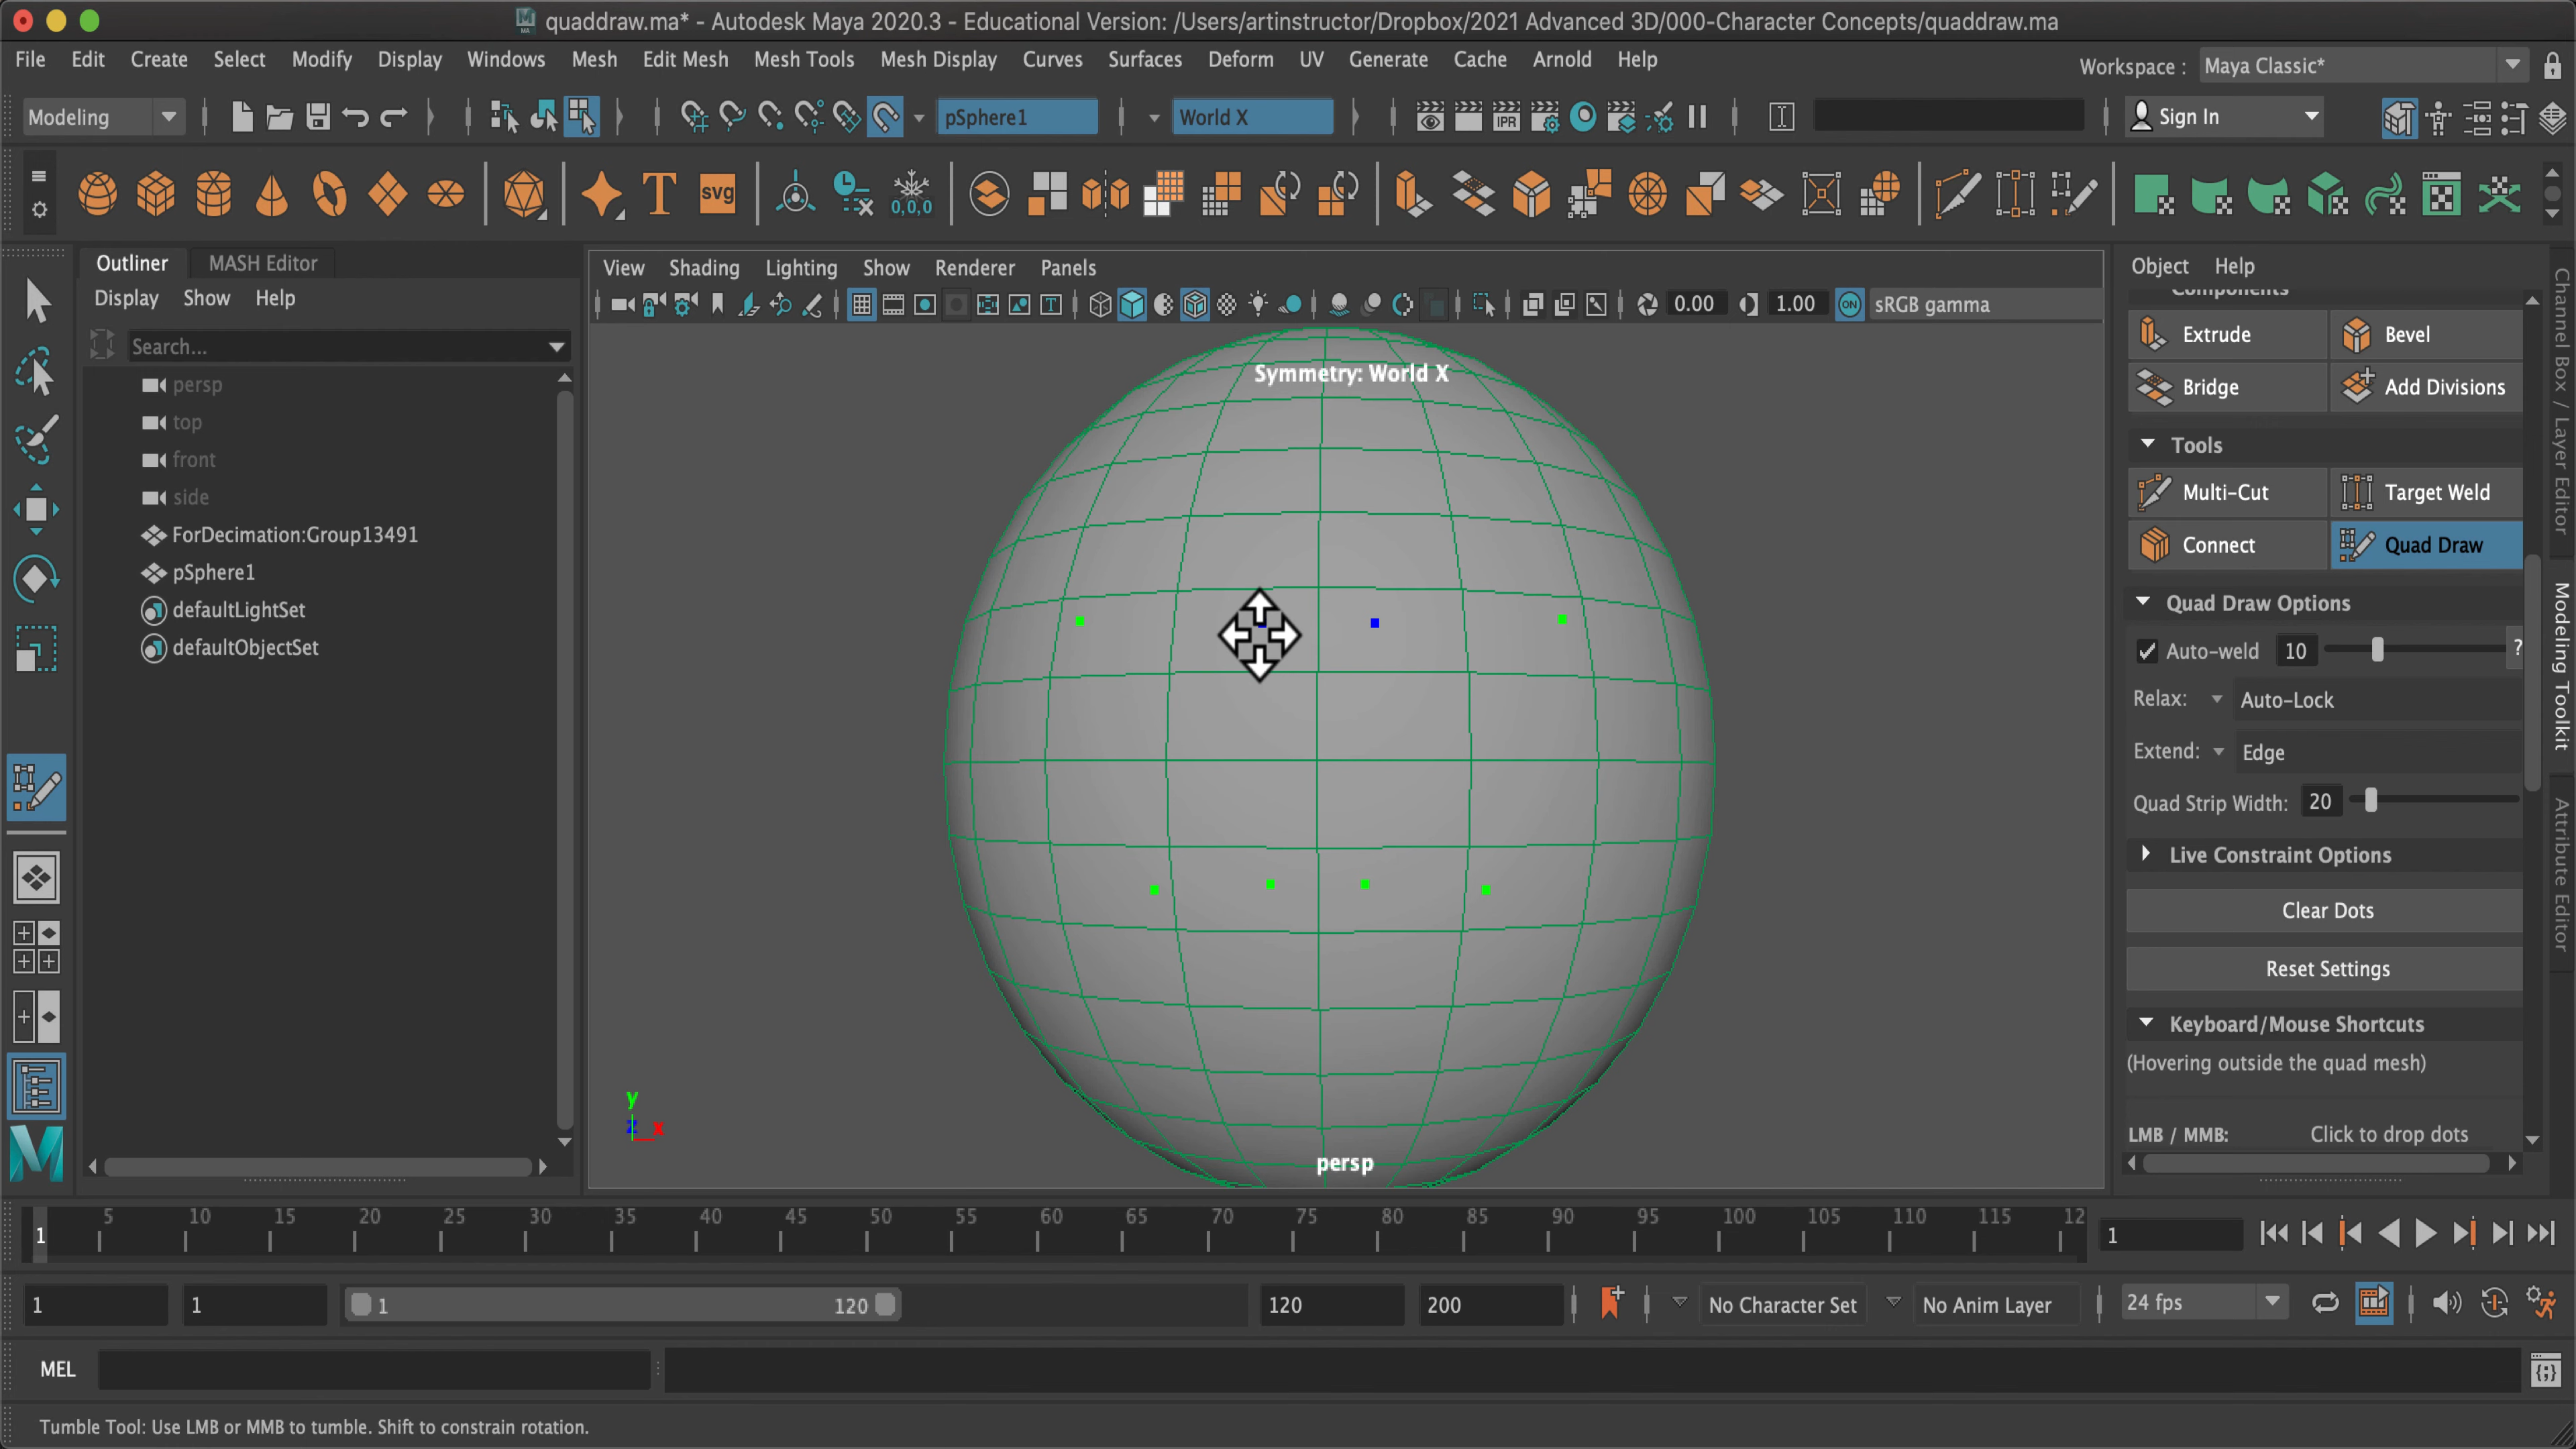 quaddraw.ma* - Autodesk Maya 2020.3 - Educational Version: /Users/artinstructor/Dropbox/2021 Advanced 3D/000-Character Concepts/quaddraw.ma
File Edit Create Select Modify Display Windows Mesh Edit Mesh Mesh Tools Mesh Display Curves Surfaces Deform UV Generate Cache Arnold Help
Workspace : Maya Classic*
Modeling pSphere1 World X IPR Sign In
T svg 0,0,0
Outliner MASH Editor
Display Show Help
Search...
persp
top
front
side
ForDecimation:Group13491
pSphere1
defaultLightSet
defaultObjectSet
View Shading Lighting Show Renderer Panels
0.00 1.00 ON sRGB gamma
Symmetry: World X
y
z x
persp
Object Help
Components
Extrude Bevel
Bridge Add Divisions
Tools
Multi-Cut Target Weld
Connect Quad Draw
Quad Draw Options
Auto-weld 10 ?
Relax: Auto-Lock
Extend: Edge
Quad Strip Width: 20
Live Constraint Options
Clear Dots
Reset Settings
Keyboard/Mouse Shortcuts
(Hovering outside the quad mesh)
LMB / MMB: Click to drop dots
Channel Box / Layer Editor
Modeling Toolkit
Attribute Editor
1 5 10 15 20 25 30 35 40 45 50 55 60 65 70 75 80 85 90 95 100 105 110 115 12
1
1 1 1 120 120 200 No Character Set No Anim Layer 24 fps
MEL
Tumble Tool: Use LMB or MMB to tumble. Shift to constrain rotation.